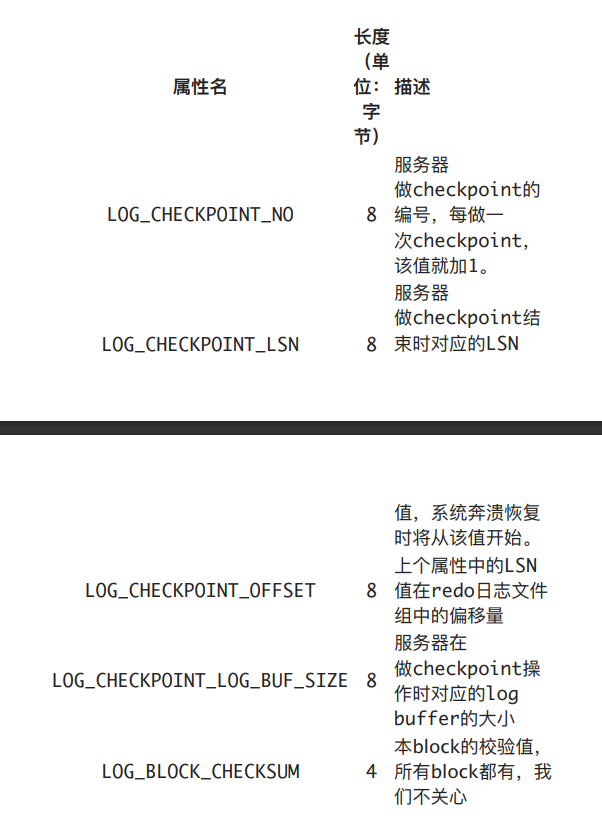 属性名
长度
（单
位：
字
节）
描述
LOG_CHECKPOINT_NO
8
服务器
做checkpoint的
编号，每做一
次checkpoint，
该值就加1。
LOG_CHECKPOINT_LSN
8
服务器
做checkpoint结
束时对应的LSN
值，系统奔溃恢复
时将从该值开始。
LOG_CHECKPOINT_OFFSET
8
上个属性中的LSN
值在redo日志文件
组中的偏移量
LOG_CHECKPOINT_LOG_BUF_SIZE
8
服务器在
做checkpoint操
作时对应的log
buffer的大小
LOG_BLOCK_CHECKSUM
4
本block的校验值，
所有block都有，我
们不关心